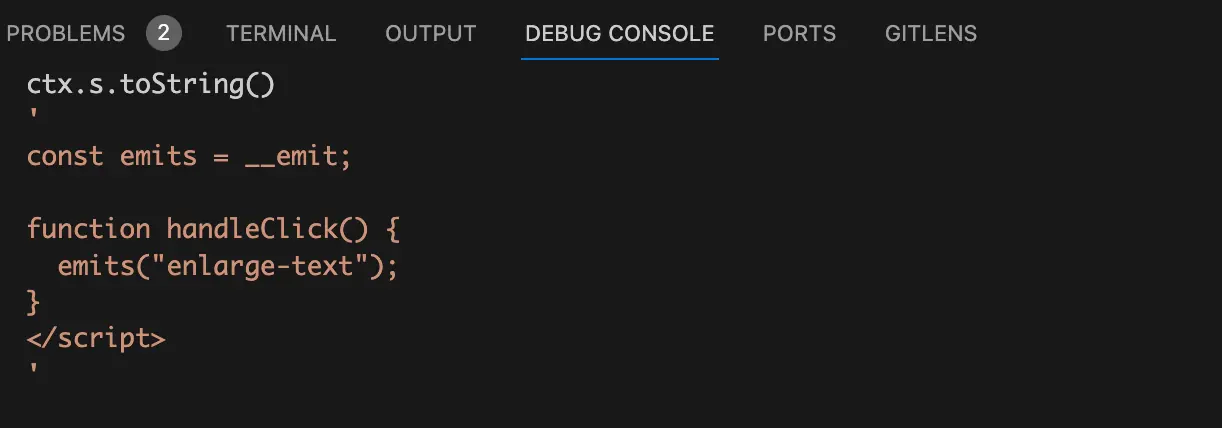 PROBLEMS 2 TERMINAL OUTPUT DEBUG CONSOLE PORTS GITLENS
ctx.s.toString()
'
const emits = __emit;

function handleClick() {
  emits("enlarge-text");
}
</script>
'